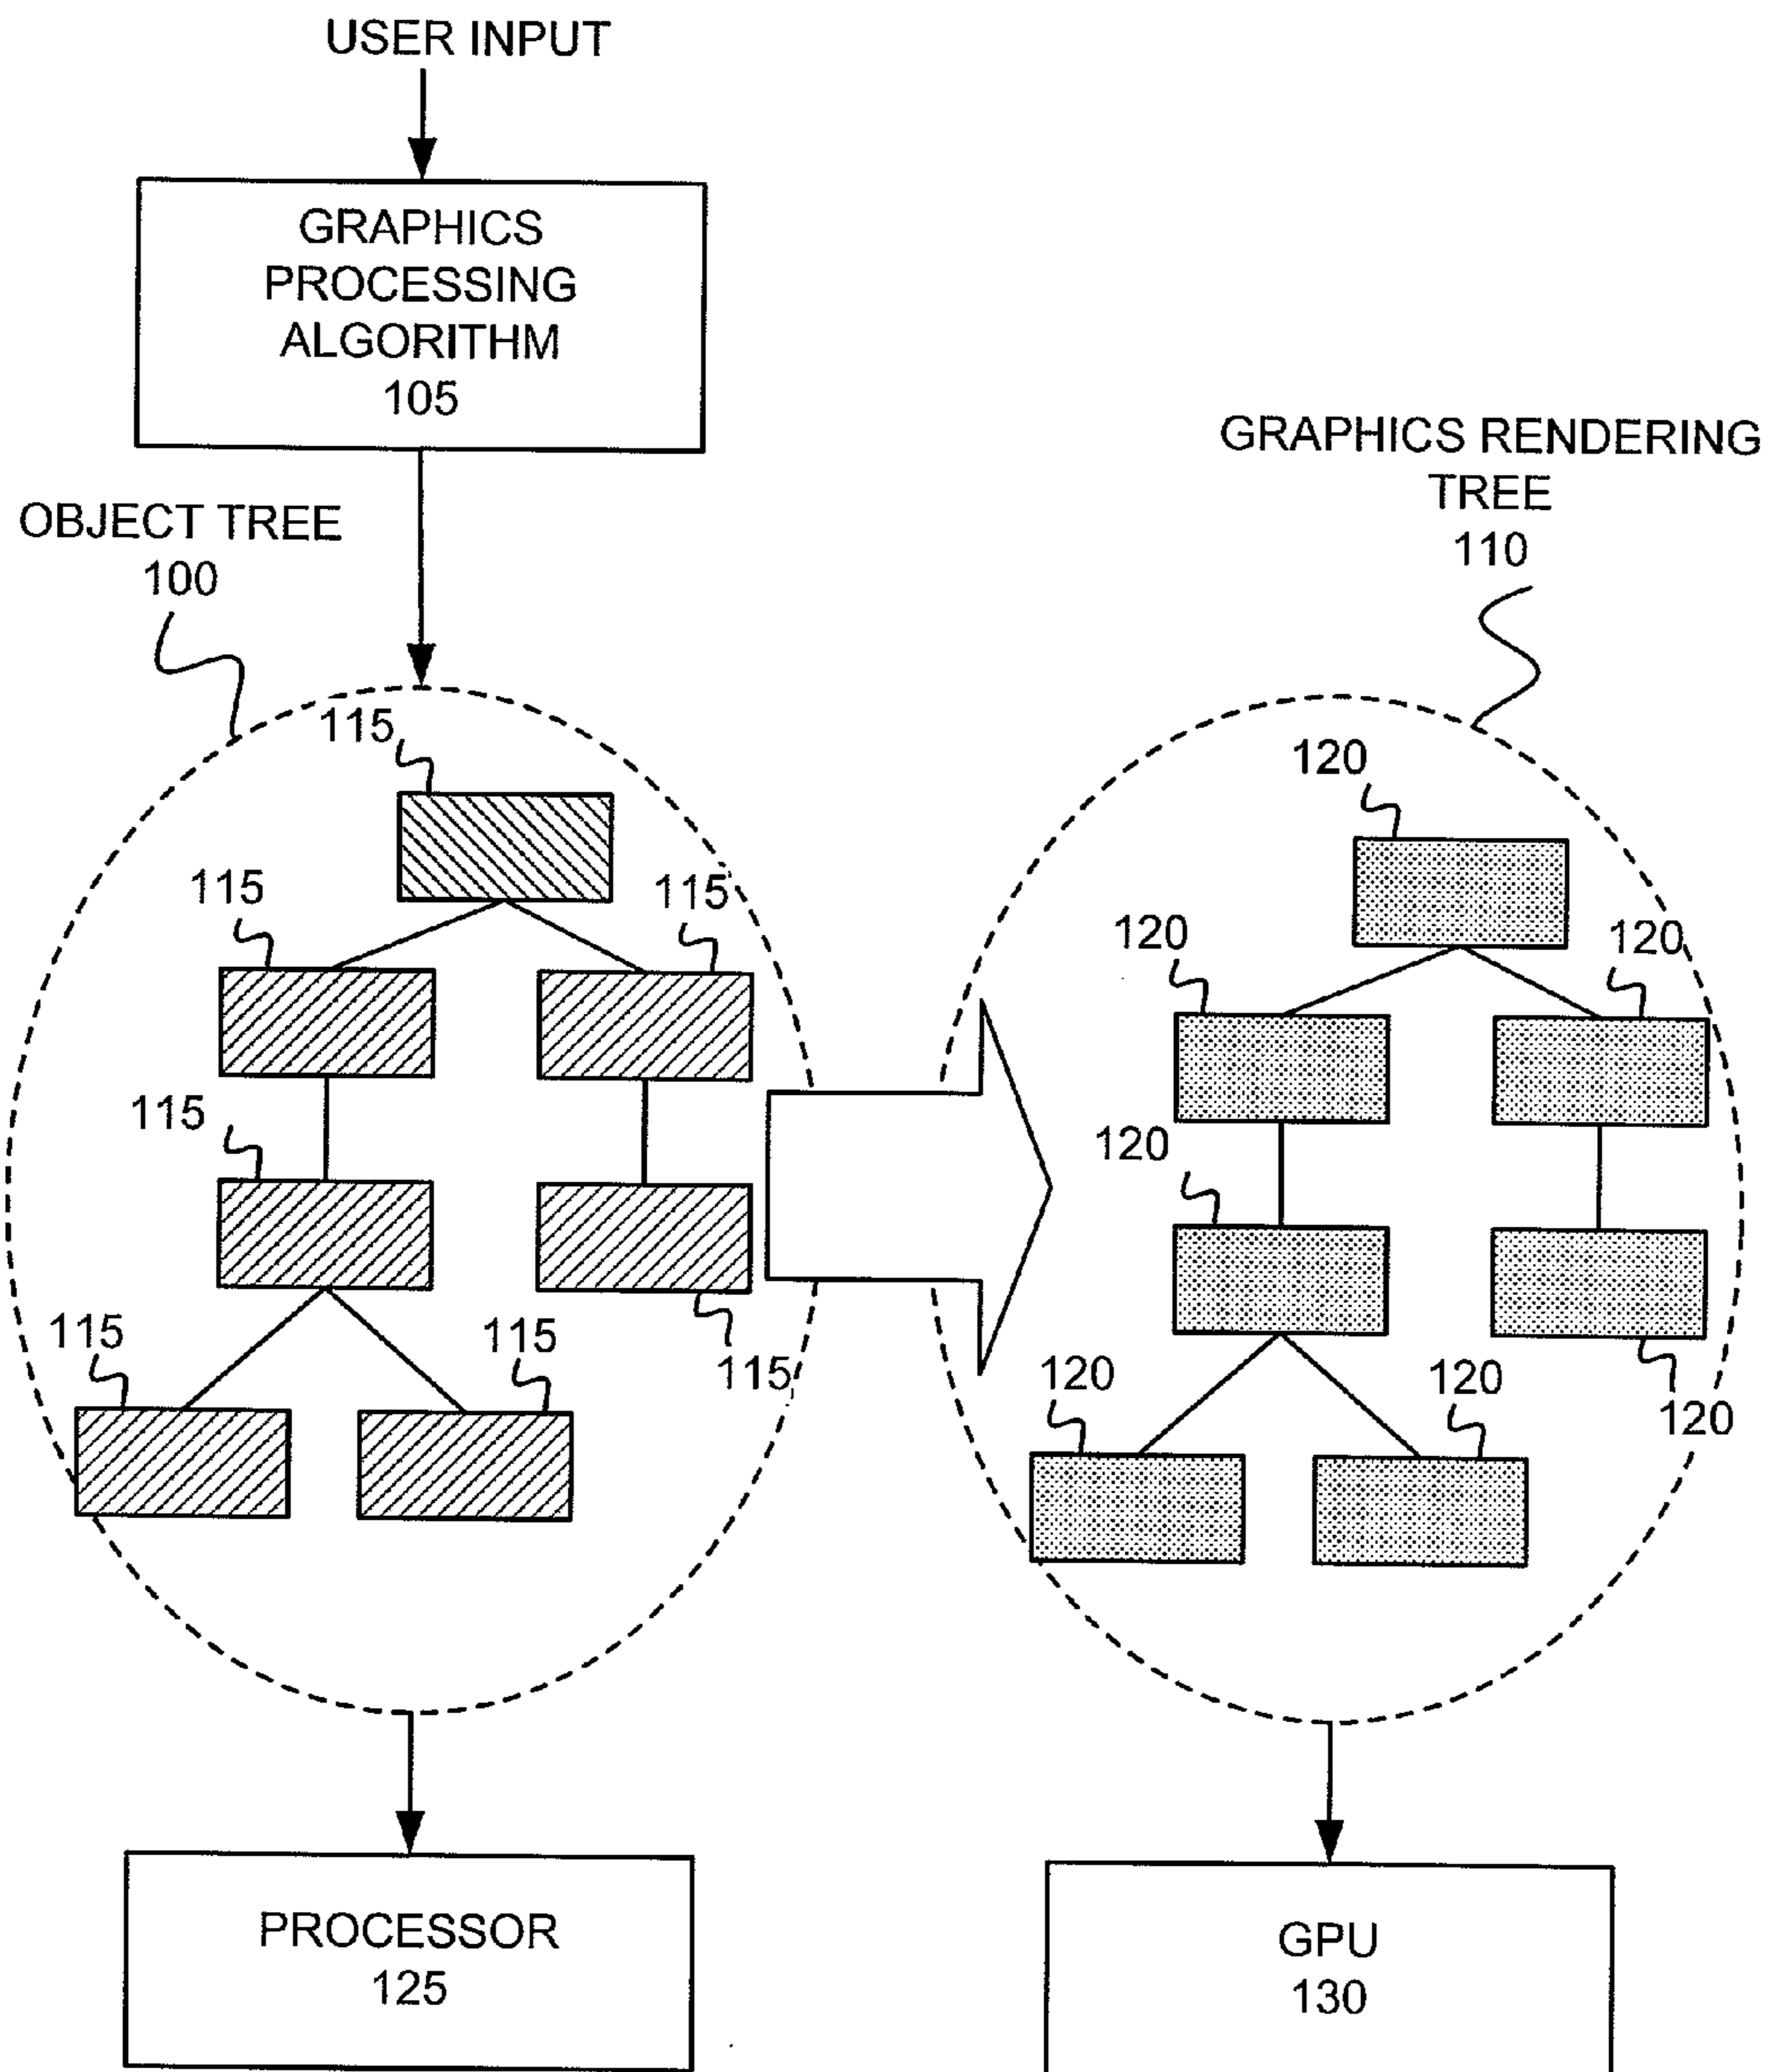 USER INPUT
GRAPHICS
PROCESSING
ALGORITHM
105
OBJECT TREE
100
GRAPHICS RENDERING
TREE
110
115
115
115
115
115
115
115
120
120
120
120
120
120
120
PROCESSOR
125
GPU
130